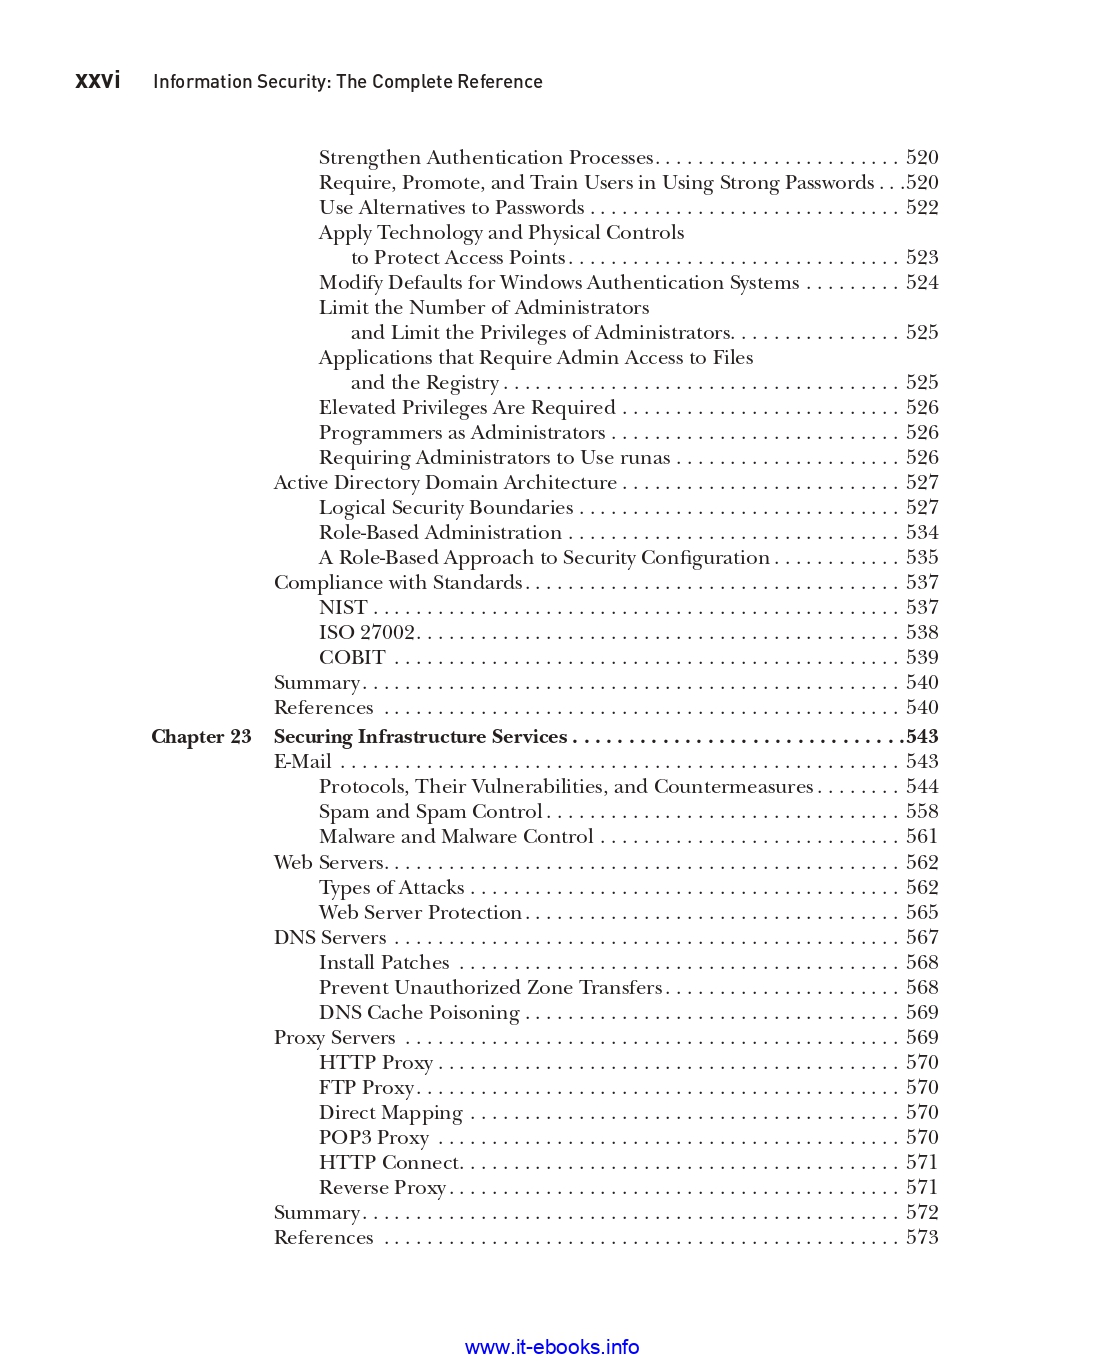 xxvi Information Security: The Complete Reference
Strengthen Authentication Processes. . . . . . . . . . . . . . . . . . . . . . . 520
Require, Promote, and Train Users in Using Strong Passwords . . .520
Use Alternatives to Passwords . . . . . . . . . . . . . . . . . . . . . . . . . . . . . 522
Apply Technology and Physical Controls
to Protect Access Points. . . . . . . . . . . . . . . . . . . . . . . . . . . . . . . 523
Modify Defaults for Windows Authentication Systems . . . . . . . . . 524
Limit the Number of Administrators
and Limit the Privileges of Administrators. . . . . . . . . . . . . . . . 525
Applications that Require Admin Access to Files
and the Registry . . . . . . . . . . . . . . . . . . . . . . . . . . . . . . . . . . . . . 525
Elevated Privileges Are Required . . . . . . . . . . . . . . . . . . . . . . . . . . 526
Programmers as Administrators . . . . . . . . . . . . . . . . . . . . . . . . . . . 526
Requiring Administrators to Use runas . . . . . . . . . . . . . . . . . . . . . 526
Active Directory Domain Architecture . . . . . . . . . . . . . . . . . . . . . . . . . . 527
Logical Security Boundaries . . . . . . . . . . . . . . . . . . . . . . . . . . . . . . 527
Role-Based Administration . . . . . . . . . . . . . . . . . . . . . . . . . . . . . . . 534
A Role-Based Approach to Security Configuration . . . . . . . . . . . . 535
Compliance with Standards. . . . . . . . . . . . . . . . . . . . . . . . . . . . . . . . . . . 537
NIST . . . . . . . . . . . . . . . . . . . . . . . . . . . . . . . . . . . . . . . . . . . . . . . . . 537
ISO 27002. . . . . . . . . . . . . . . . . . . . . . . . . . . . . . . . . . . . . . . . . . . . . 538
COBIT . . . . . . . . . . . . . . . . . . . . . . . . . . . . . . . . . . . . . . . . . . . . . . . 539
Summary. . . . . . . . . . . . . . . . . . . . . . . . . . . . . . . . . . . . . . . . . . . . . . . . . . 540
References . . . . . . . . . . . . . . . . . . . . . . . . . . . . . . . . . . . . . . . . . . . . . . . . 540
Chapter 23 Securing Infrastructure Services . . . . . . . . . . . . . . . . . . . . . . . . . . . . . .543
E-Mail . . . . . . . . . . . . . . . . . . . . . . . . . . . . . . . . . . . . . . . . . . . . . . . . . . . . 543
Protocols, Their Vulnerabilities, and Countermeasures . . . . . . . . 544
Spam and Spam Control . . . . . . . . . . . . . . . . . . . . . . . . . . . . . . . . . 558
Malware and Malware Control . . . . . . . . . . . . . . . . . . . . . . . . . . . . 561
Web Servers. . . . . . . . . . . . . . . . . . . . . . . . . . . . . . . . . . . . . . . . . . . . . . . . 562
Types of Attacks . . . . . . . . . . . . . . . . . . . . . . . . . . . . . . . . . . . . . . . . 562
Web Server Protection . . . . . . . . . . . . . . . . . . . . . . . . . . . . . . . . . . . 565
DNS Servers . . . . . . . . . . . . . . . . . . . . . . . . . . . . . . . . . . . . . . . . . . . . . . . 567
Install Patches . . . . . . . . . . . . . . . . . . . . . . . . . . . . . . . . . . . . . . . . . 568
Prevent Unauthorized Zone Transfers. . . . . . . . . . . . . . . . . . . . . . 568
DNS Cache Poisoning . . . . . . . . . . . . . . . . . . . . . . . . . . . . . . . . . . . 569
Proxy Servers . . . . . . . . . . . . . . . . . . . . . . . . . . . . . . . . . . . . . . . . . . . . . . 569
HTTP Proxy . . . . . . . . . . . . . . . . . . . . . . . . . . . . . . . . . . . . . . . . . . . 570
FTP Proxy. . . . . . . . . . . . . . . . . . . . . . . . . . . . . . . . . . . . . . . . . . . . . 570
Direct Mapping . . . . . . . . . . . . . . . . . . . . . . . . . . . . . . . . . . . . . . . . 570
POP3 Proxy . . . . . . . . . . . . . . . . . . . . . . . . . . . . . . . . . . . . . . . . . . . 570
HTTP Connect. . . . . . . . . . . . . . . . . . . . . . . . . . . . . . . . . . . . . . . . . 571
Reverse Proxy . . . . . . . . . . . . . . . . . . . . . . . . . . . . . . . . . . . . . . . . . . 571
Summary. . . . . . . . . . . . . . . . . . . . . . . . . . . . . . . . . . . . . . . . . . . . . . . . . . 572
References . . . . . . . . . . . . . . . . . . . . . . . . . . . . . . . . . . . . . . . . . . . . . . . . 573
www.it-ebooks.info